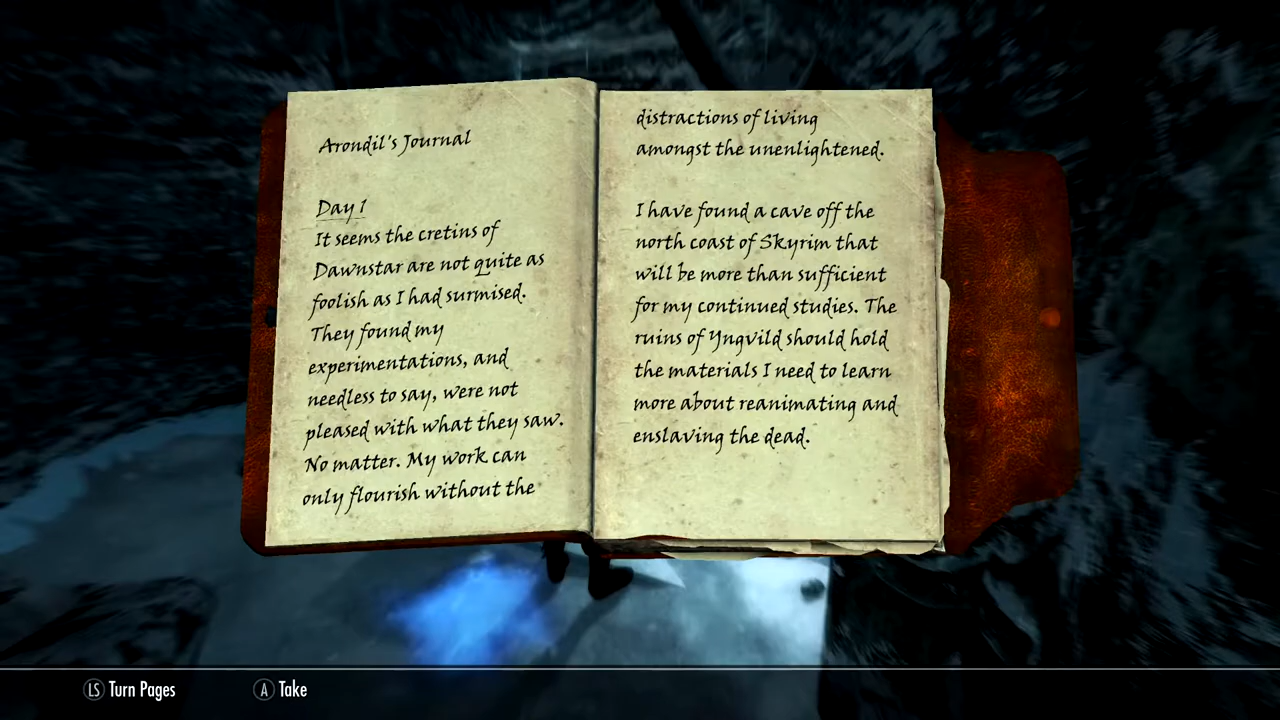 Arondil's Journal
Day 1
It seems the cretins of
Dawnstar are not quite as
foolish as I had surmised.
They found my
experimentations, and
needless to say, were not
pleased with what they saw.
No matter. My work can
only flourish without the
distractions of living
amongst the unenlightened.
I have found a cave off the
north coast of Skyrim that
will be more than sufficient
for my continued studies. The
ruins of Yngvild should hold
the materials I need to learn
more about reanimating and
enslaving the dead.
LS Turn Pages
A Take